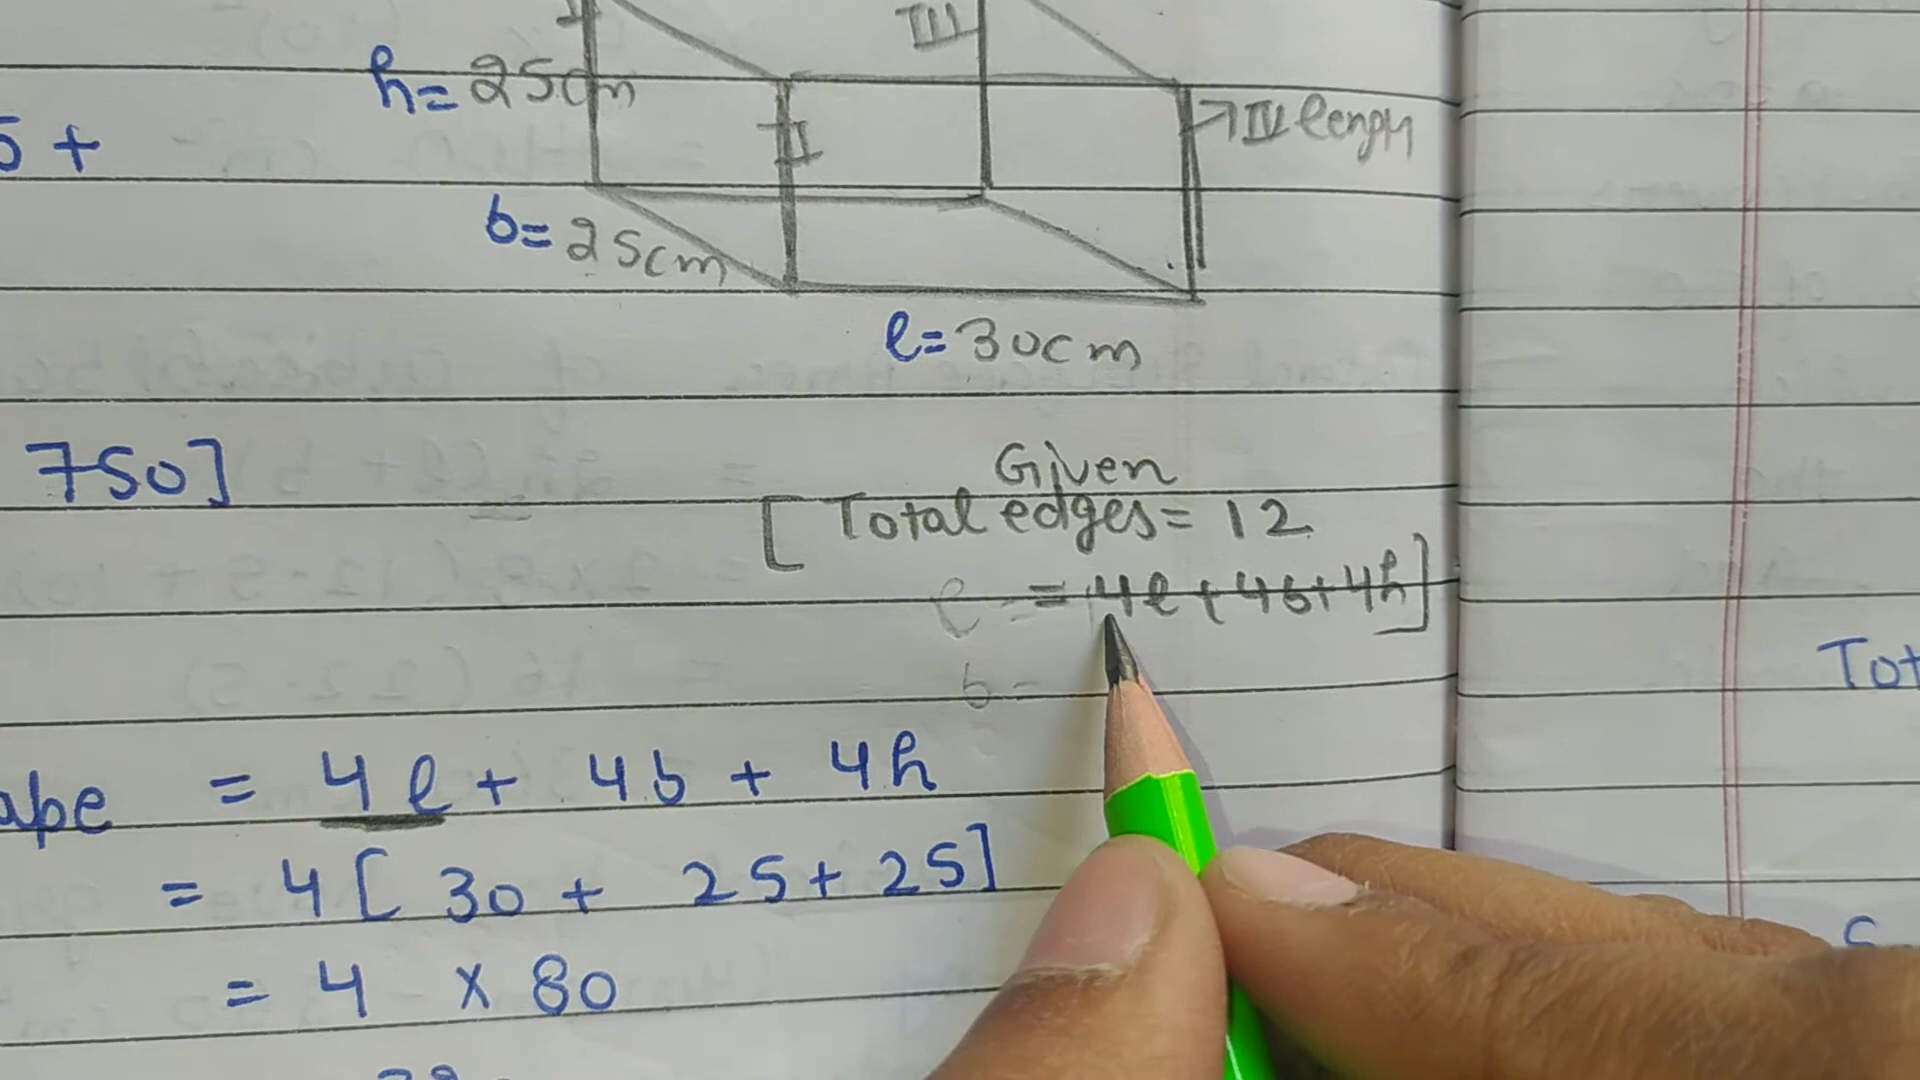 III
h= 25cm
II
IV length
5 +
b= 25cm
l= 30cm
750]
Given
[Total edges= 12
= 4l + 4b + 4h]
b=
Tot
ape = 4l + 4b + 4h
= 4 [ 30 + 25 + 25]
= 4 x 80